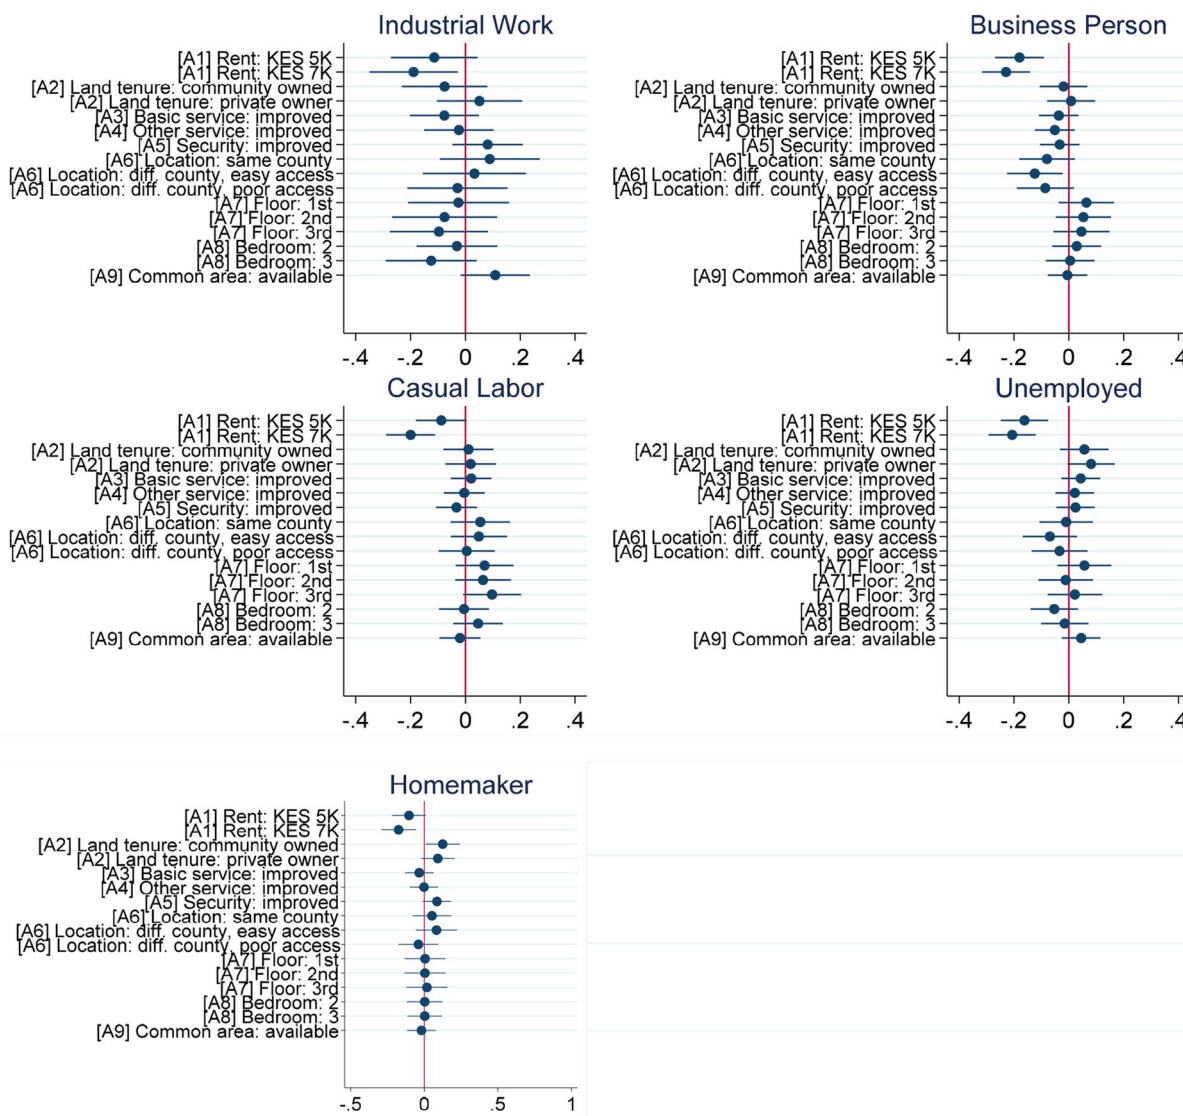 Industrial Work
[A1] Rent: KES 5K
[A1] Rent: KES 7K
[A2] Land tenure: community owned
[A2] Land tenure: private owner
[A3] Basic service: improved
[A4] Other service: improved
[A5] Security: improved
[A6] Location: same county
[A6] Location: diff. county, easy access
[A6] Location: diff. county, poor access
[A7] Floor: 1st
[A7] Floor: 2nd
[A7] Floor: 3rd
[A8] Bedroom: 2
[A8] Bedroom: 3
[A9] Common area: available
-.4 -.2 0 .2 .4
Business Person
[A1] Rent: KES 5K
[A1] Rent: KES 7K
[A2] Land tenure: community owned
[A2] Land tenure: private owner
[A3] Basic service: improved
[A4] Other service: improved
[A5] Security: improved
[A6] Location: same county
[A6] Location: diff. county, easy access
[A6] Location: diff. county, poor access
[A7] Floor: 1st
[A7] Floor: 2nd
[A7] Floor: 3rd
[A8] Bedroom: 2
[A8] Bedroom: 3
[A9] Common area: available
-.4 -.2 0 .2 .4
Casual Labor
[A1] Rent: KES 5K
[A1] Rent: KES 7K
[A2] Land tenure: community owned
[A2] Land tenure: private owner
[A3] Basic service: improved
[A4] Other service: improved
[A5] Security: improved
[A6] Location: same county
[A6] Location: diff. county, easy access
[A6] Location: diff. county, poor access
[A7] Floor: 1st
[A7] Floor: 2nd
[A7] Floor: 3rd
[A8] Bedroom: 2
[A8] Bedroom: 3
[A9] Common area: available
-.4 -.2 0 .2 .4
Unemployed
[A1] Rent: KES 5K
[A1] Rent: KES 7K
[A2] Land tenure: community owned
[A2] Land tenure: private owner
[A3] Basic service: improved
[A4] Other service: improved
[A5] Security: improved
[A6] Location: same county
[A6] Location: diff. county, easy access
[A6] Location: diff. county, poor access
[A7] Floor: 1st
[A7] Floor: 2nd
[A7] Floor: 3rd
[A8] Bedroom: 2
[A8] Bedroom: 3
[A9] Common area: available
-.4 -.2 0 .2 .4
Homemaker
[A1] Rent: KES 5K
[A1] Rent: KES 7K
[A2] Land tenure: community owned
[A2] Land tenure: private owner
[A3] Basic service: improved
[A4] Other service: improved
[A5] Security: improved
[A6] Location: same county
[A6] Location: diff. county, easy access
[A6] Location: diff. county, poor access
[A7] Floor: 1st
[A7] Floor: 2nd
[A7] Floor: 3rd
[A8] Bedroom: 2
[A8] Bedroom: 3
[A9] Common area: available
-.5 0 .5 1